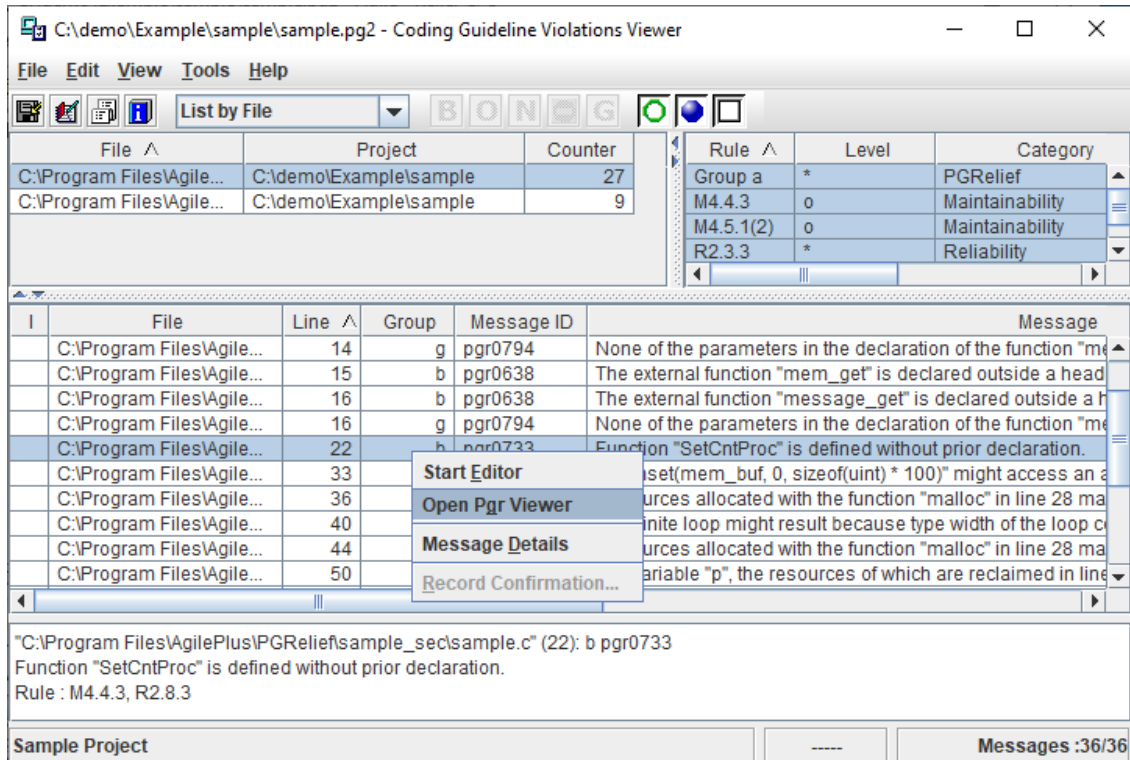 C:\demo\Example\sample\sample.pg2 - Coding Guideline Violations Viewer
File Edit View Tools Help
List by File B O N G
File Project Counter
C:\Program Files\Agile... C:\demo\Example\sample 27
C:\Program Files\Agile... C:\demo\Example\sample 9
Rule Level Category
Group a * PGRelief
M4.4.3 o Maintainability
M4.5.1(2) o Maintainability
R2.3.3 * Reliability
I File Line Group Message ID Message
C:\Program Files\Agile... 14 g pgr0794 None of the parameters in the declaration of the function "me
C:\Program Files\Agile... 15 b pgr0638 The external function "mem_get" is declared outside a head
C:\Program Files\Agile... 16 b pgr0638 The external function "message_get" is declared outside a h
C:\Program Files\Agile... 16 g pgr0794 None of the parameters in the declaration of the function "me
C:\Program Files\Agile... 22 b pgr0733 Function "SetCntProc" is defined without prior declaration.
C:\Program Files\Agile... 33 set(mem_buf, 0, sizeof(uint) * 100)" might access an a
C:\Program Files\Agile... 36 urces allocated with the function "malloc" in line 28 ma
C:\Program Files\Agile... 40 inite loop might result because type width of the loop co
C:\Program Files\Agile... 44 urces allocated with the function "malloc" in line 28 ma
C:\Program Files\Agile... 50 ariable "p", the resources of which are reclaimed in line
Start Editor
Open Pgr Viewer
Message Details
Record Confirmation...
"C:\Program Files\AgilePlus\PGRelief\sample_sec\sample.c" (22): b pgr0733
Function "SetCntProc" is defined without prior declaration.
Rule : M4.4.3, R2.8.3
Sample Project ----- Messages :36/36